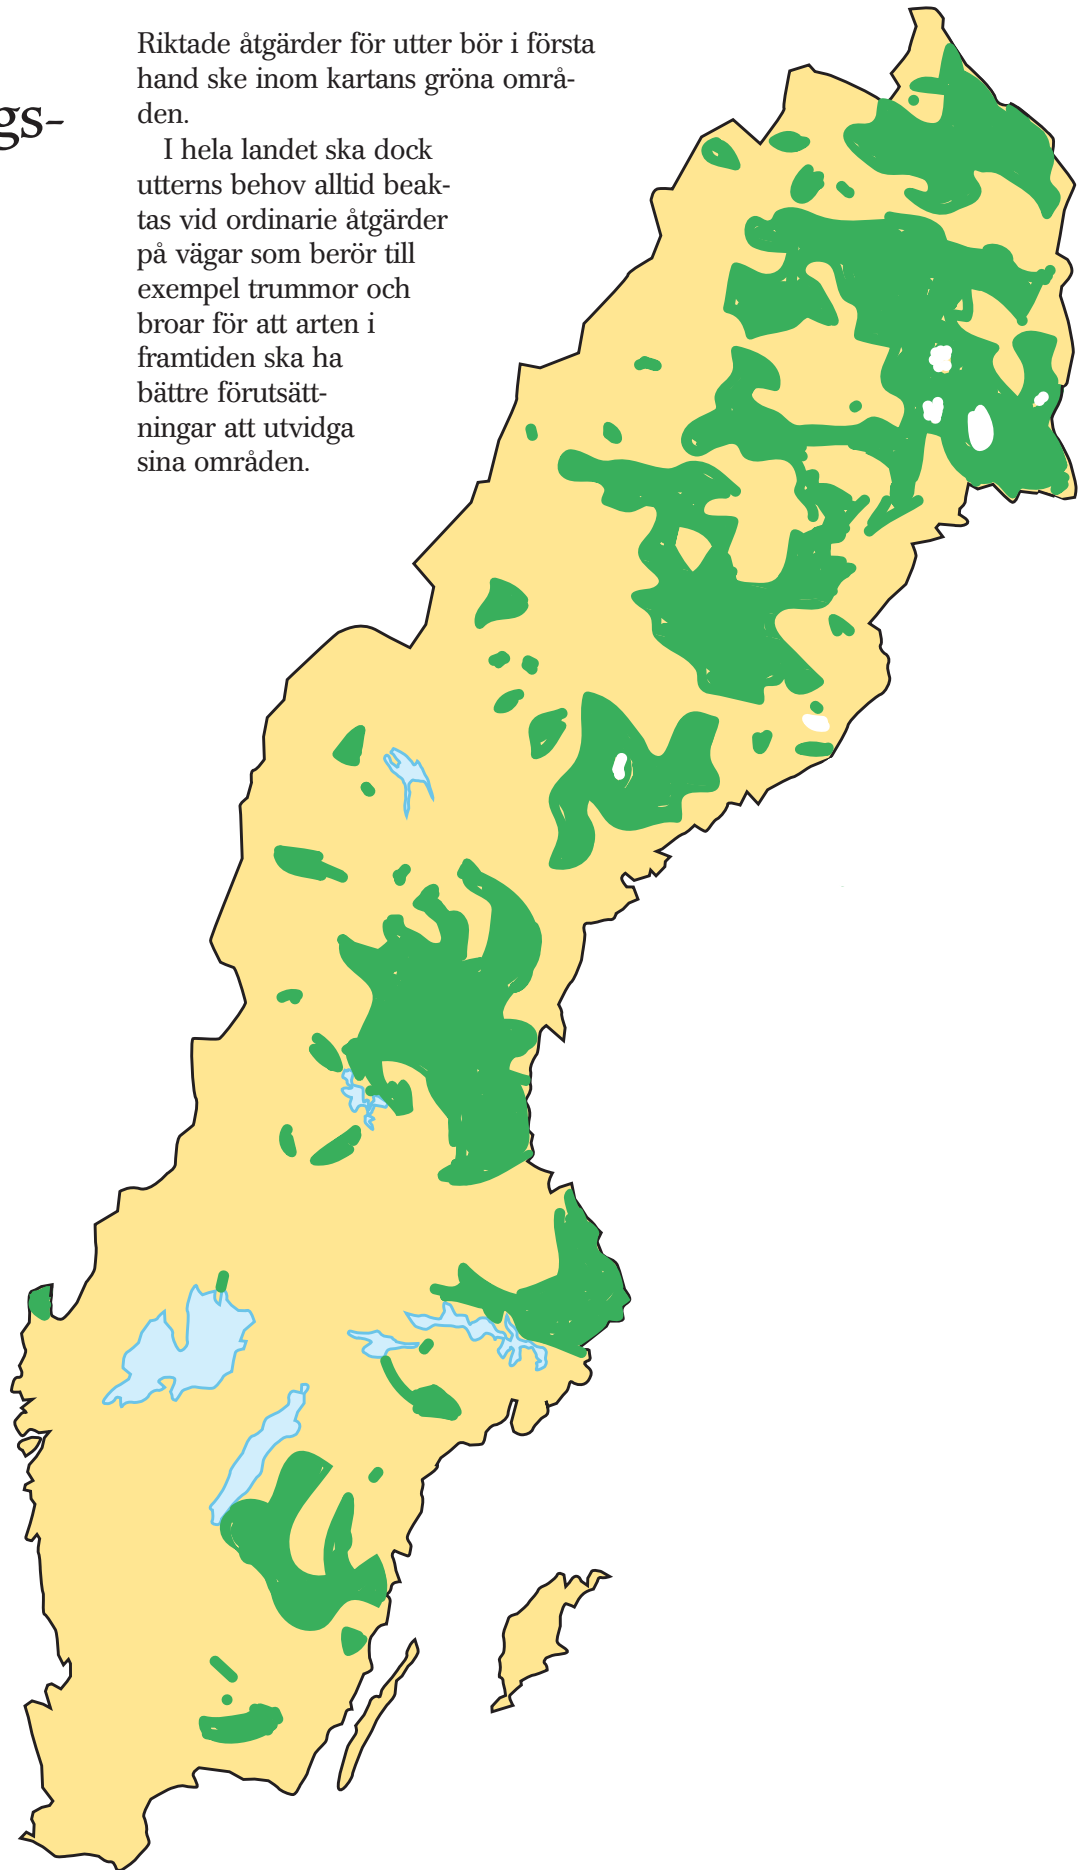 Riktade åtgärder för utter bör i första
hand ske inom kartans gröna områ-
den.
gs-
I hela landet ska dock
utterns behov alltid beak-
tas vid ordinarie åtgärder
på vägar som berör till
exempel trummor och
broar för att arten i
framtiden ska ha
bättre förutsätt-
ningar att utvidga
sina områden.